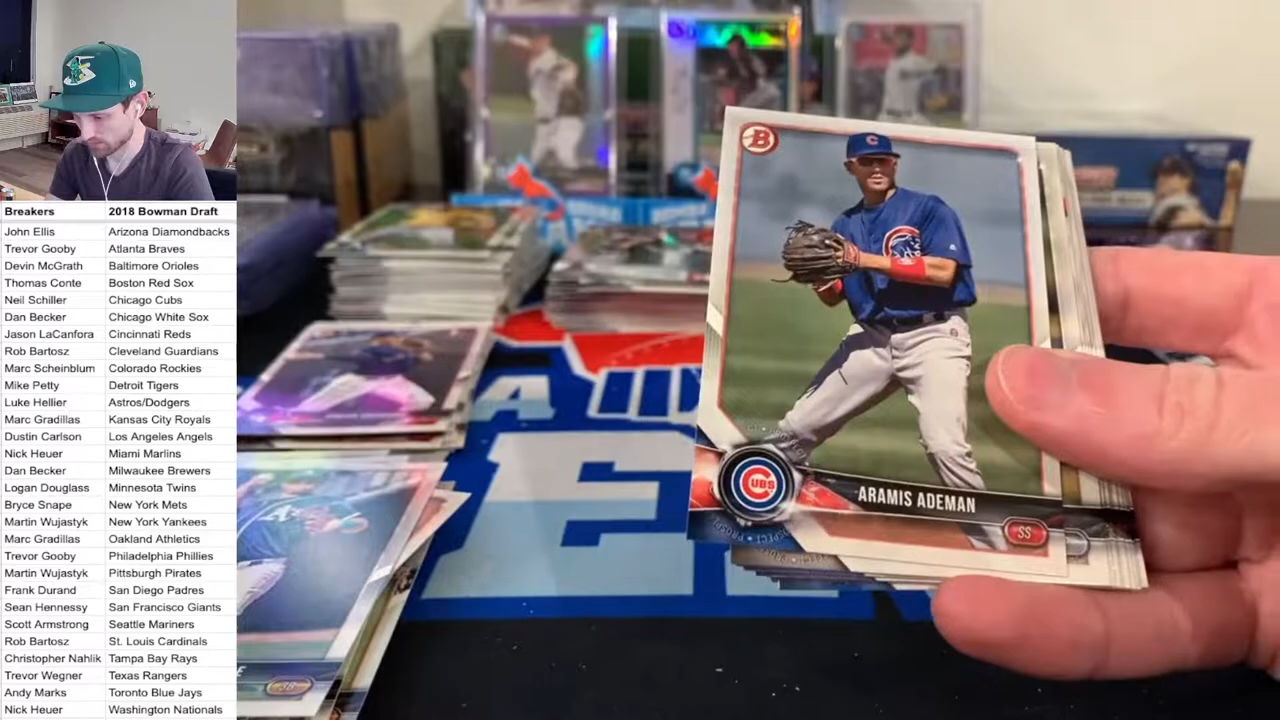 Breakers 2018 Bowman Draft
John Ellis Arizona Diamondbacks
Trevor Gooby Atlanta Braves
Devin McGrath Baltimore Orioles
Thomas Conte Boston Red Sox
Neil Schiller Chicago Cubs
Dan Becker Chicago White Sox
Jason LaCanfora Cincinnati Reds
Rob Bartosz Cleveland Guardians
Marc Scheinblum Colorado Rockies
Mike Petty Detroit Tigers
Luke Hellier Astros/Dodgers
Marc Gradillas Kansas City Royals
Dustin Carlson Los Angeles Angels
Nick Heuer Miami Marlins
Dan Becker Milwaukee Brewers
Logan Douglass Minnesota Twins
Bryce Snape New York Mets
Martin Wujastyk New York Yankees
Marc Gradillas Oakland Athletics
Trevor Gooby Philadelphia Phillies
Martin Wujastyk Pittsburgh Pirates
Frank Durand San Diego Padres
Sean Hennessy San Francisco Giants
Scott Armstrong Seattle Mariners
Rob Bartosz St. Louis Cardinals
Christopher Nahlik Tampa Bay Rays
Trevor Wegner Texas Rangers
Andy Marks Toronto Blue Jays
Nick Heuer Washington Nationals
B
C
CUBS
ARAMIS ADEMAN
SS